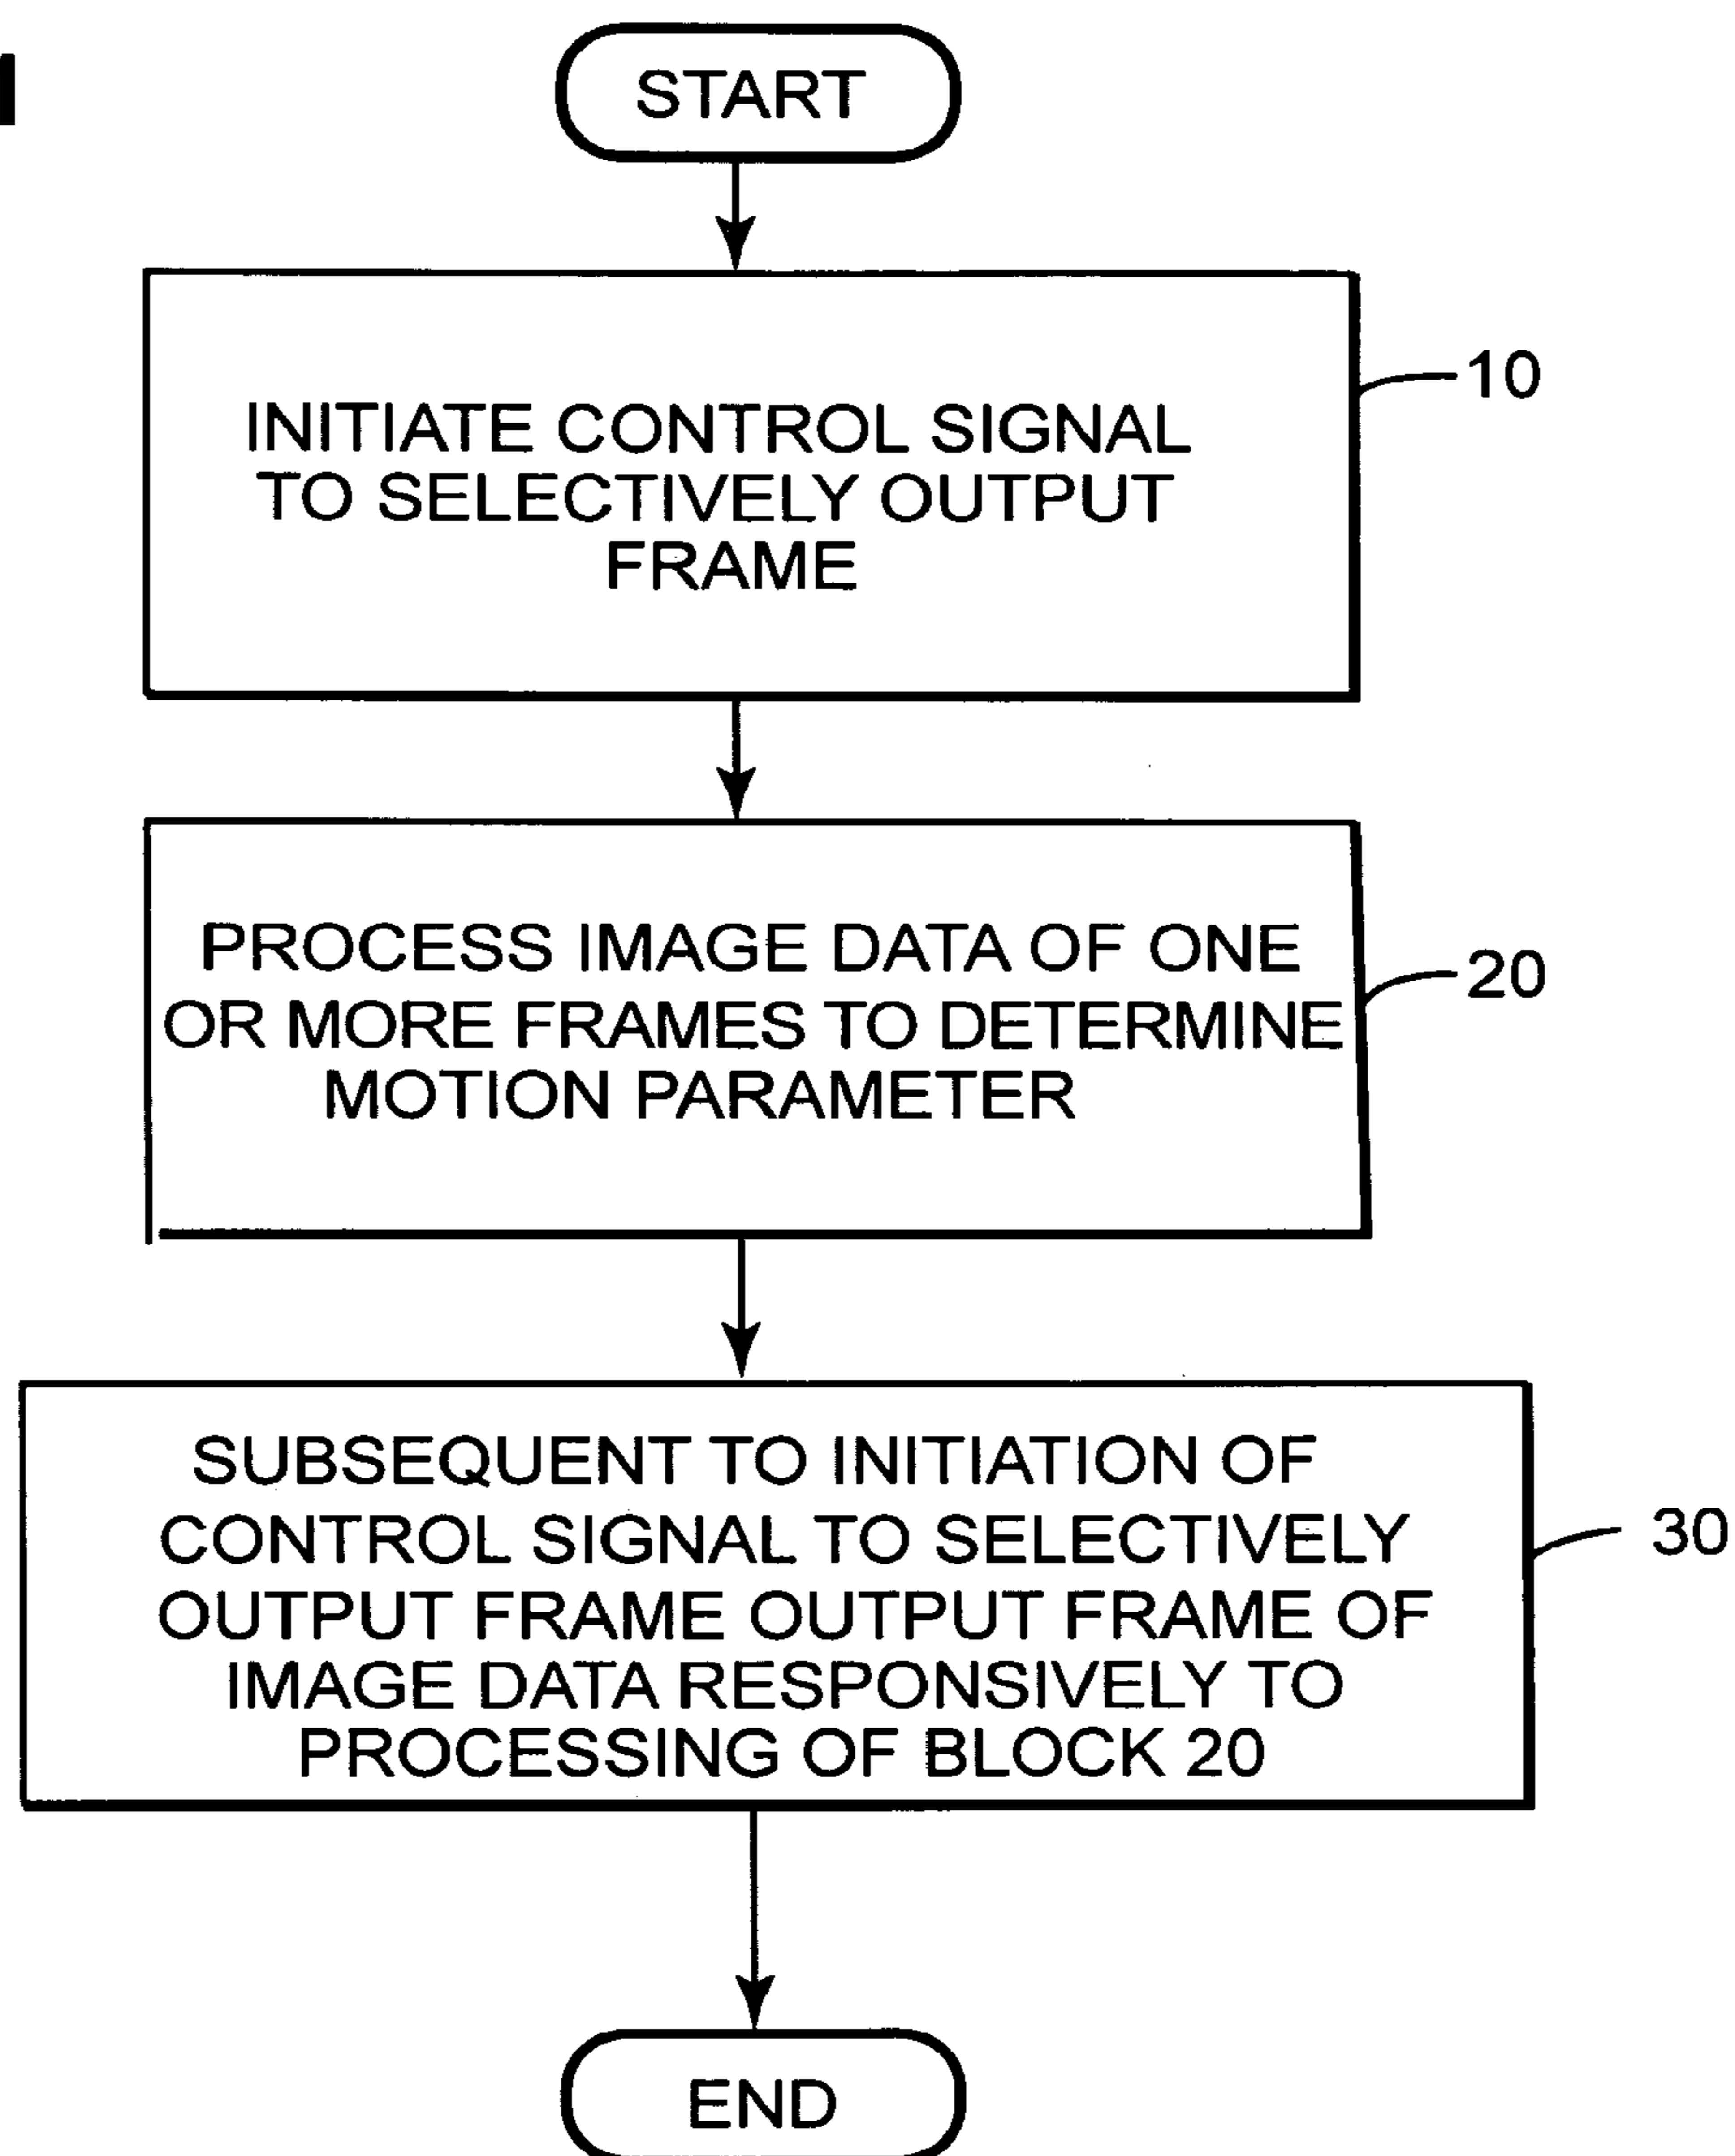 START
INITIATE CONTROL SIGNAL
TO SELECTIVELY OUTPUT
FRAME
10
PROCESS IMAGE DATA OF ONE
OR MORE FRAMES TO DETERMINE
MOTION PARAMETER
20
SUBSEQUENT TO INITIATION OF
CONTROL SIGNAL TO SELECTIVELY
OUTPUT FRAME OUTPUT FRAME OF
IMAGE DATA RESPONSIVELY TO
PROCESSING OF BLOCK 20
30
END